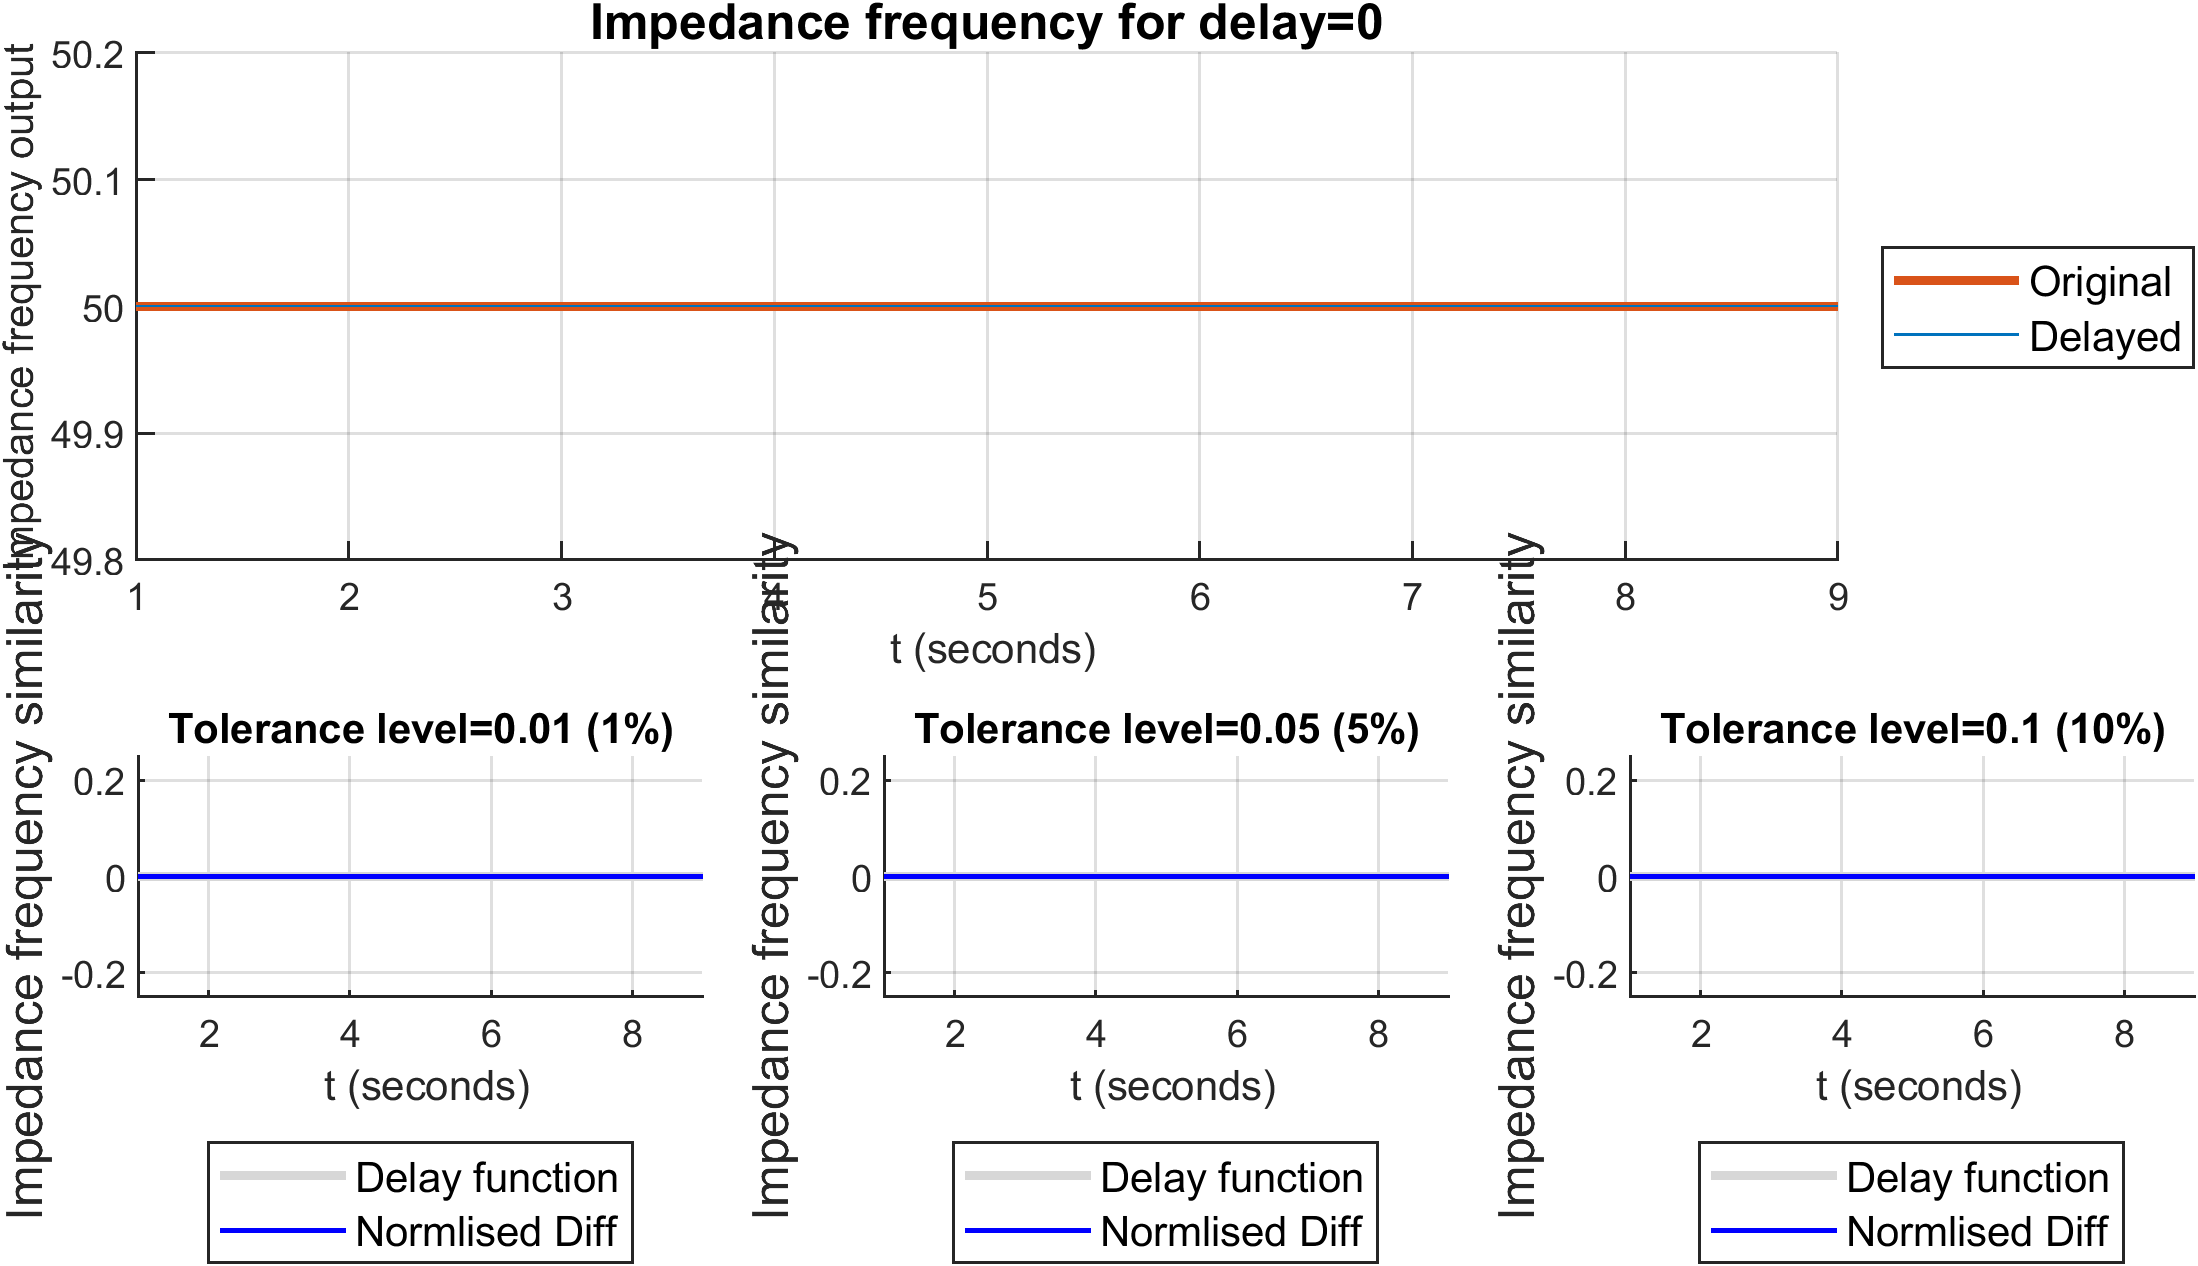 Impedance frequency for delay=0
Impedance frequency output
50.2
50.1
50
49.9
49.8
1 2 3 4 5 6 7 8 9
t (seconds)
Original
Delayed
Impedance frequency similarity
Tolerance level=0.01 (1%)
0.2
0
-0.2
2 4 6 8
t (seconds)
Delay function
Normlised Diff
Impedance frequency similarity
Tolerance level=0.05 (5%)
0.2
0
-0.2
2 4 6 8
t (seconds)
Delay function
Normlised Diff
Impedance frequency similarity
Tolerance level=0.1 (10%)
0.2
0
-0.2
2 4 6 8
t (seconds)
Delay function
Normlised Diff